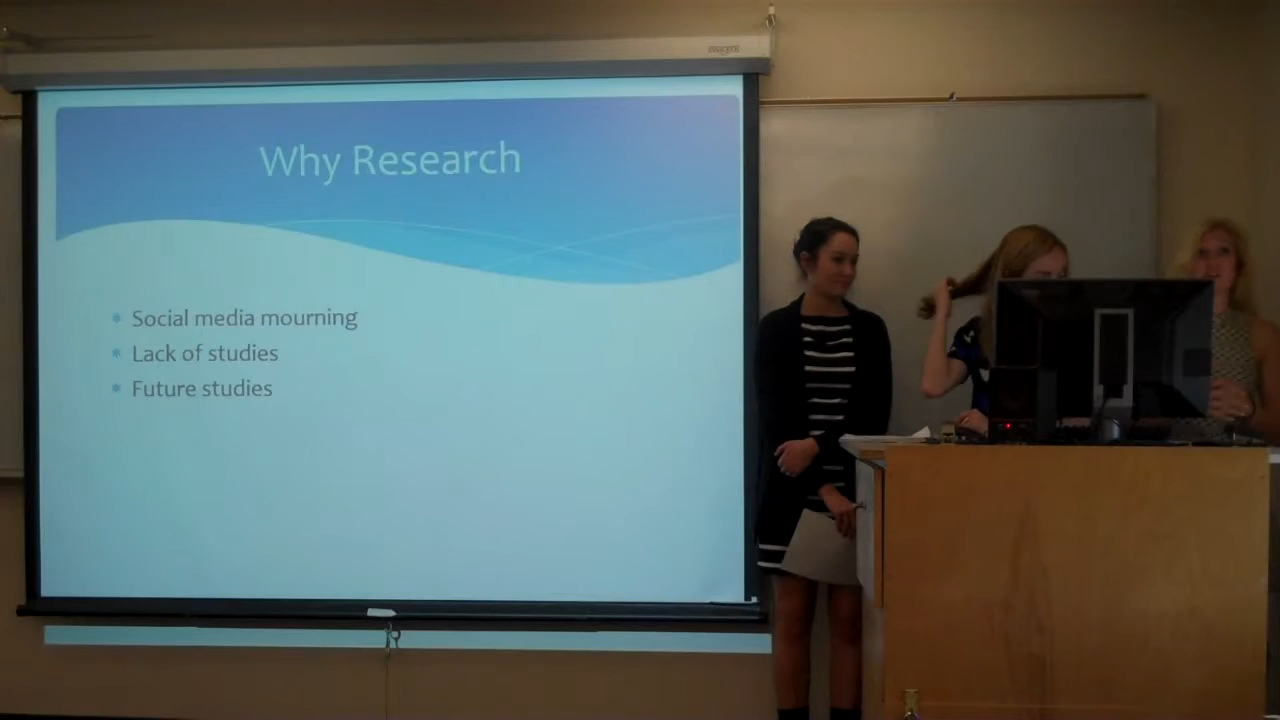 Why Research
Social media mourning
Lack of studies
Future studies